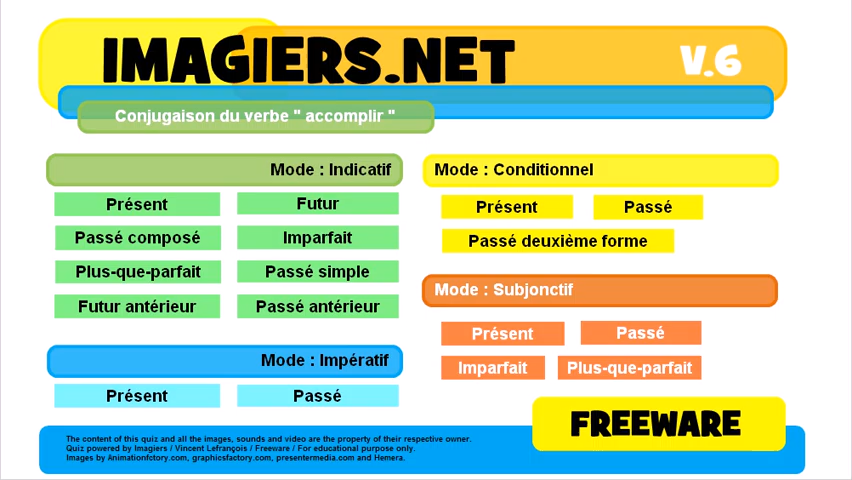 IMAGIERS.NET
V.6
Conjugaison du verbe " accomplir "
Mode : Indicatif
Présent
Futur
Passé composé
Imparfait
Plus-que-parfait
Passé simple
Futur antérieur
Passé antérieur
Mode : Impératif
Présent
Passé
Mode : Conditionnel
Présent
Passé
Passé deuxième forme
Mode : Subjonctif
Présent
Passé
Imparfait
Plus-que-parfait
FREEWARE
The content of this quiz and all the images, sounds and video are the property of their respective owner.
Quiz powered by Imagiers / Vincent Lefrançois / Freeware / For educational purpose only.
Images by Animationfctory.com, graphicsfactory.com, presentermedia.com and Hemera.